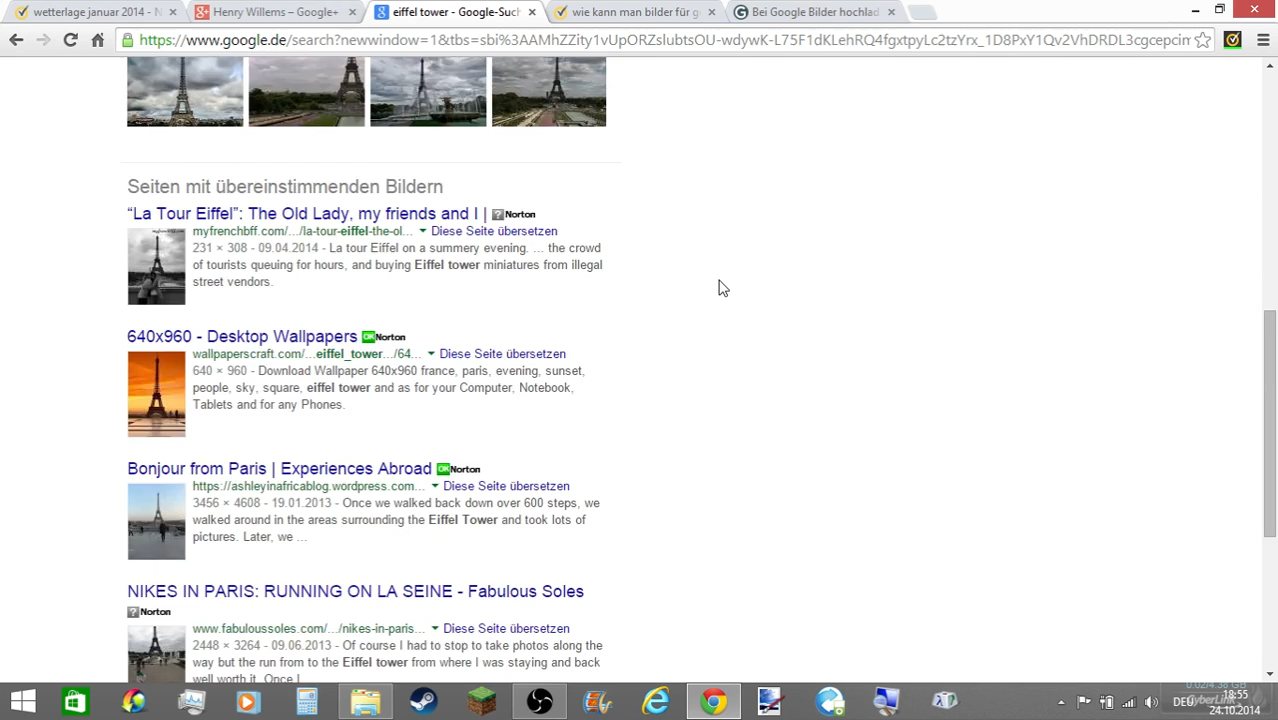 wetterlage januar 2014 - N
Henry Willems – Google+
eiffel tower - Google-Such
wie kann man bilder für g
Bei Google Bilder hochlad
https://www.google.de/search?newwindow=1&tbs=sbi%3AAMhZZity1vUpORZslubtsOU-wdywK-L75F1dKLehRQ4fgxtpyLc2tzYrx_1D8PxY1Qv2VhDRDL3cgcepcim
Seiten mit übereinstimmenden Bildern
“La Tour Eiffel”: The Old Lady, my friends and I | Norton
myfrenchbff.com/.../la-tour-eiffel-the-ol... Diese Seite übersetzen
231 × 308 - 09.04.2014 - La tour Eiffel on a summery evening. ... the crowd
of tourists queuing for hours, and buying Eiffel tower miniatures from illegal
street vendors.
640x960 - Desktop Wallpapers OK Norton
wallpaperscraft.com/...eiffel_tower.../64... Diese Seite übersetzen
640 × 960 - Download Wallpaper 640x960 france, paris, evening, sunset,
people, sky, square, eiffel tower and as for your Computer, Notebook,
Tablets and for any Phones.
Bonjour from Paris | Experiences Abroad OK Norton
https://ashleyinafricablog.wordpress.com... Diese Seite übersetzen
3456 × 4608 - 19.01.2013 - Once we walked back down over 600 steps, we
walked around in the areas surrounding the Eiffel Tower and took lots of
pictures. Later, we ...
NIKES IN PARIS: RUNNING ON LA SEINE - Fabulous Soles
? Norton
www.fabuloussoles.com/.../nikes-in-paris... Diese Seite übersetzen
2448 × 3264 - 09.06.2013 - Of course I had to stop to take photos along the
way but the run from to the Eiffel tower from where I was staying and back
well worth it. Once I
0.02/4.38 GB
DEU
18:55
CyberLink
24.10.2014